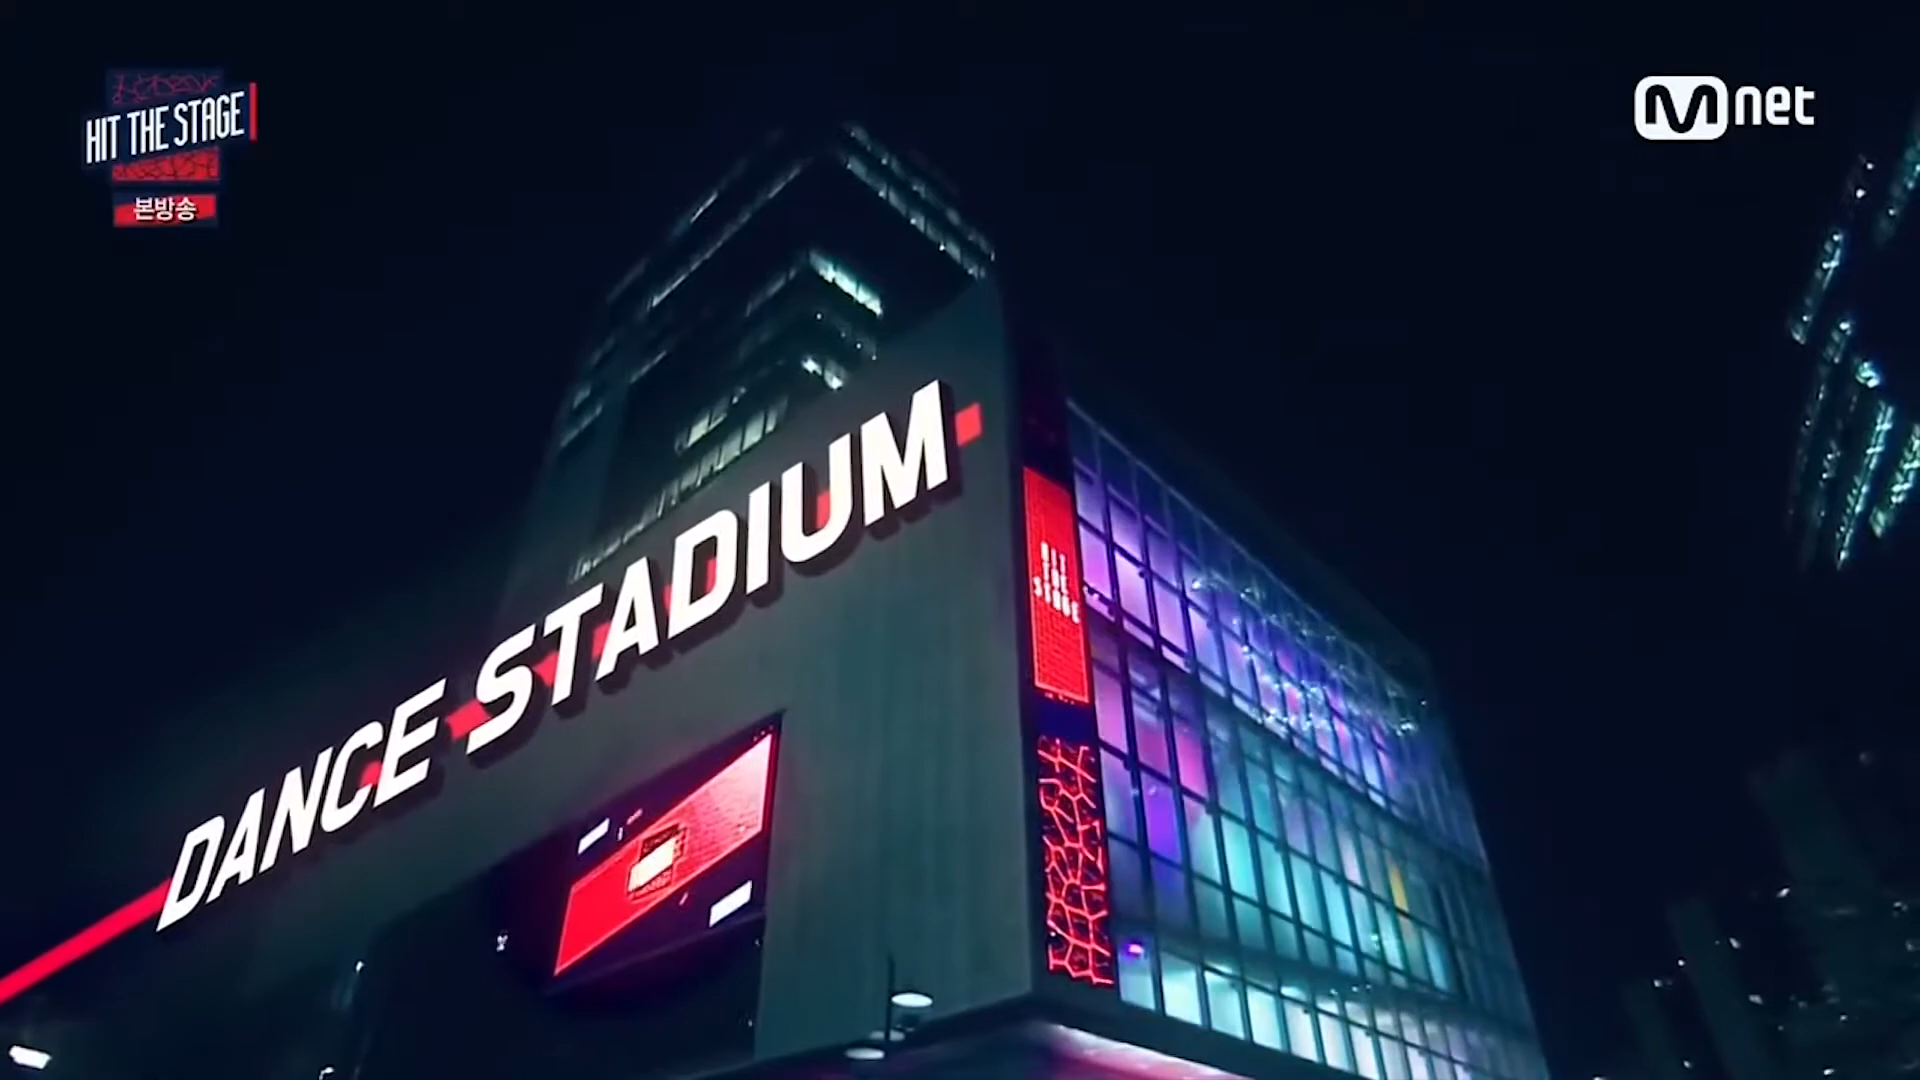 HIT THE STAGE
본방송
Mnet
DANCE STADIUM
HIT
THE
STAGE